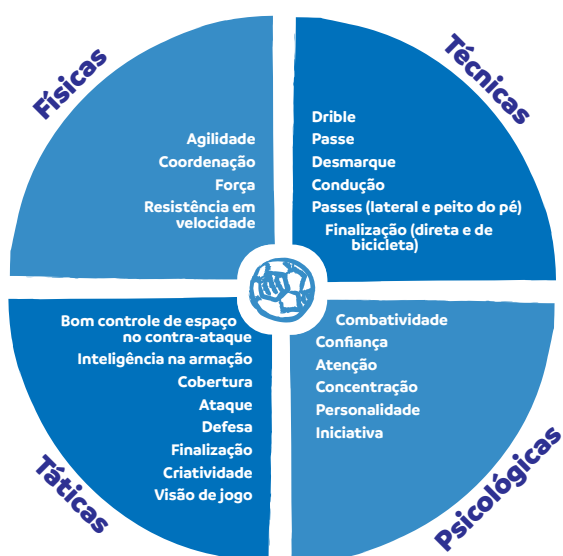 Físicas
Agilidade
Coordenação
Força
Resistência em
velocidade
Técnicas
Drible
Passe
Desmarque
Condução
Passes (lateral e peito do pé)
Finalização (direta e de
bicicleta)
Táticas
Bom controle de espaço
no contra-ataque
Inteligência na armação
Cobertura
Ataque
Defesa
Finalização
Criatividade
Visão de jogo
Psicológicas
Combatividade
Confiança
Atenção
Concentração
Personalidade
Iniciativa